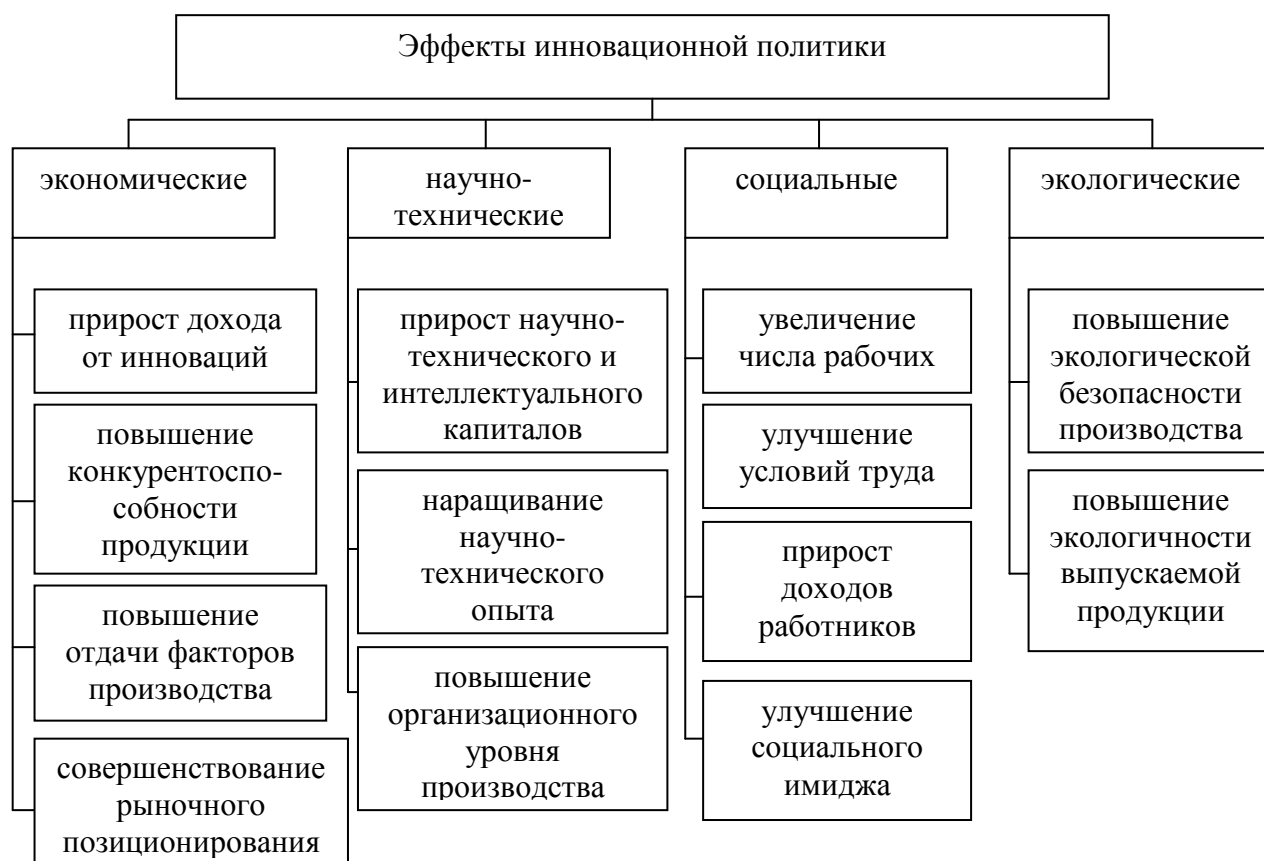 Эффекты инновационной политики
экономические
научно-
технические
социальные
экологические
прирост дохода
от инноваций
повышение
конкурентоспо-
собности
продукции
повышение
отдачи факторов
производства
совершенствование
рыночного
позиционирования
прирост научно-
технического и
интеллектуального
капиталов
наращивание
научно-
технического
опыта
повышение
организационного
уровня
производства
увеличение
числа рабочих
улучшение
условий труда
прирост
доходов
работников
улучшение
социального
имиджа
повышение
экологической
безопасности
производства
повышение
экологичности
выпускаемой
продукции